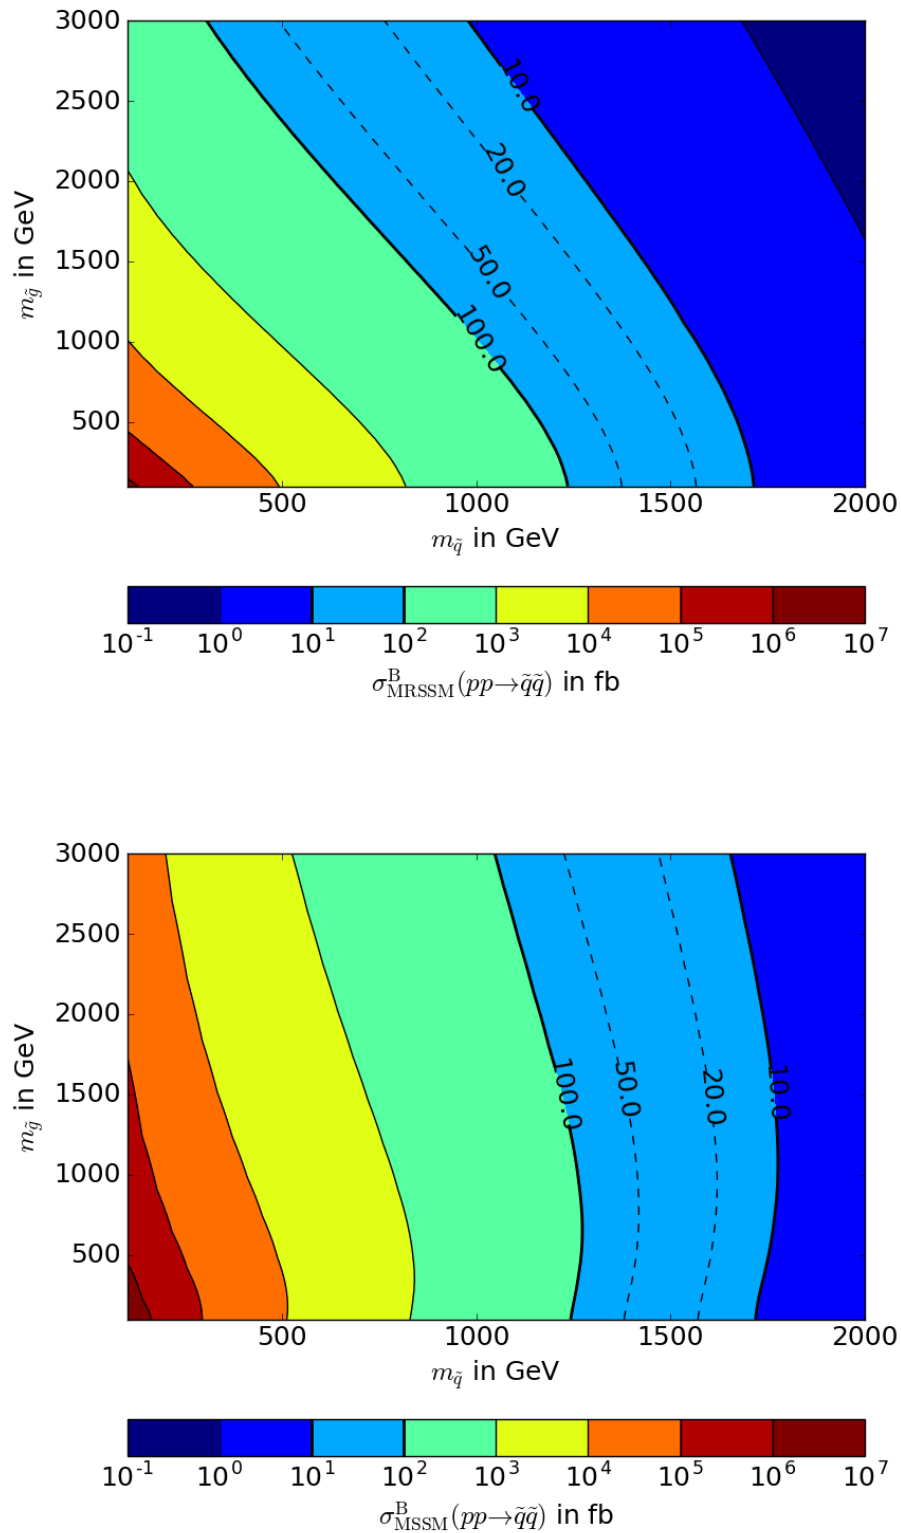 3000
2500
2000
1500
1000
500
m_q̃ in GeV
m_g̃ in GeV
10.0
20.0
50.0
100.0
500 1000 1500 2000
10^-1 10^0 10^1 10^2 10^3 10^4 10^5 10^6 10^7
σ^B_MRSSM(pp→q̃q̃) in fb
3000
2500
2000
1500
1000
500
m_g̃ in GeV
100.0 50.0 20.0 10.0
500 1000 1500 2000
m_q̃ in GeV
10^-1 10^0 10^1 10^2 10^3 10^4 10^5 10^6 10^7
σ^B_MSSM(pp→q̃q̃) in fb